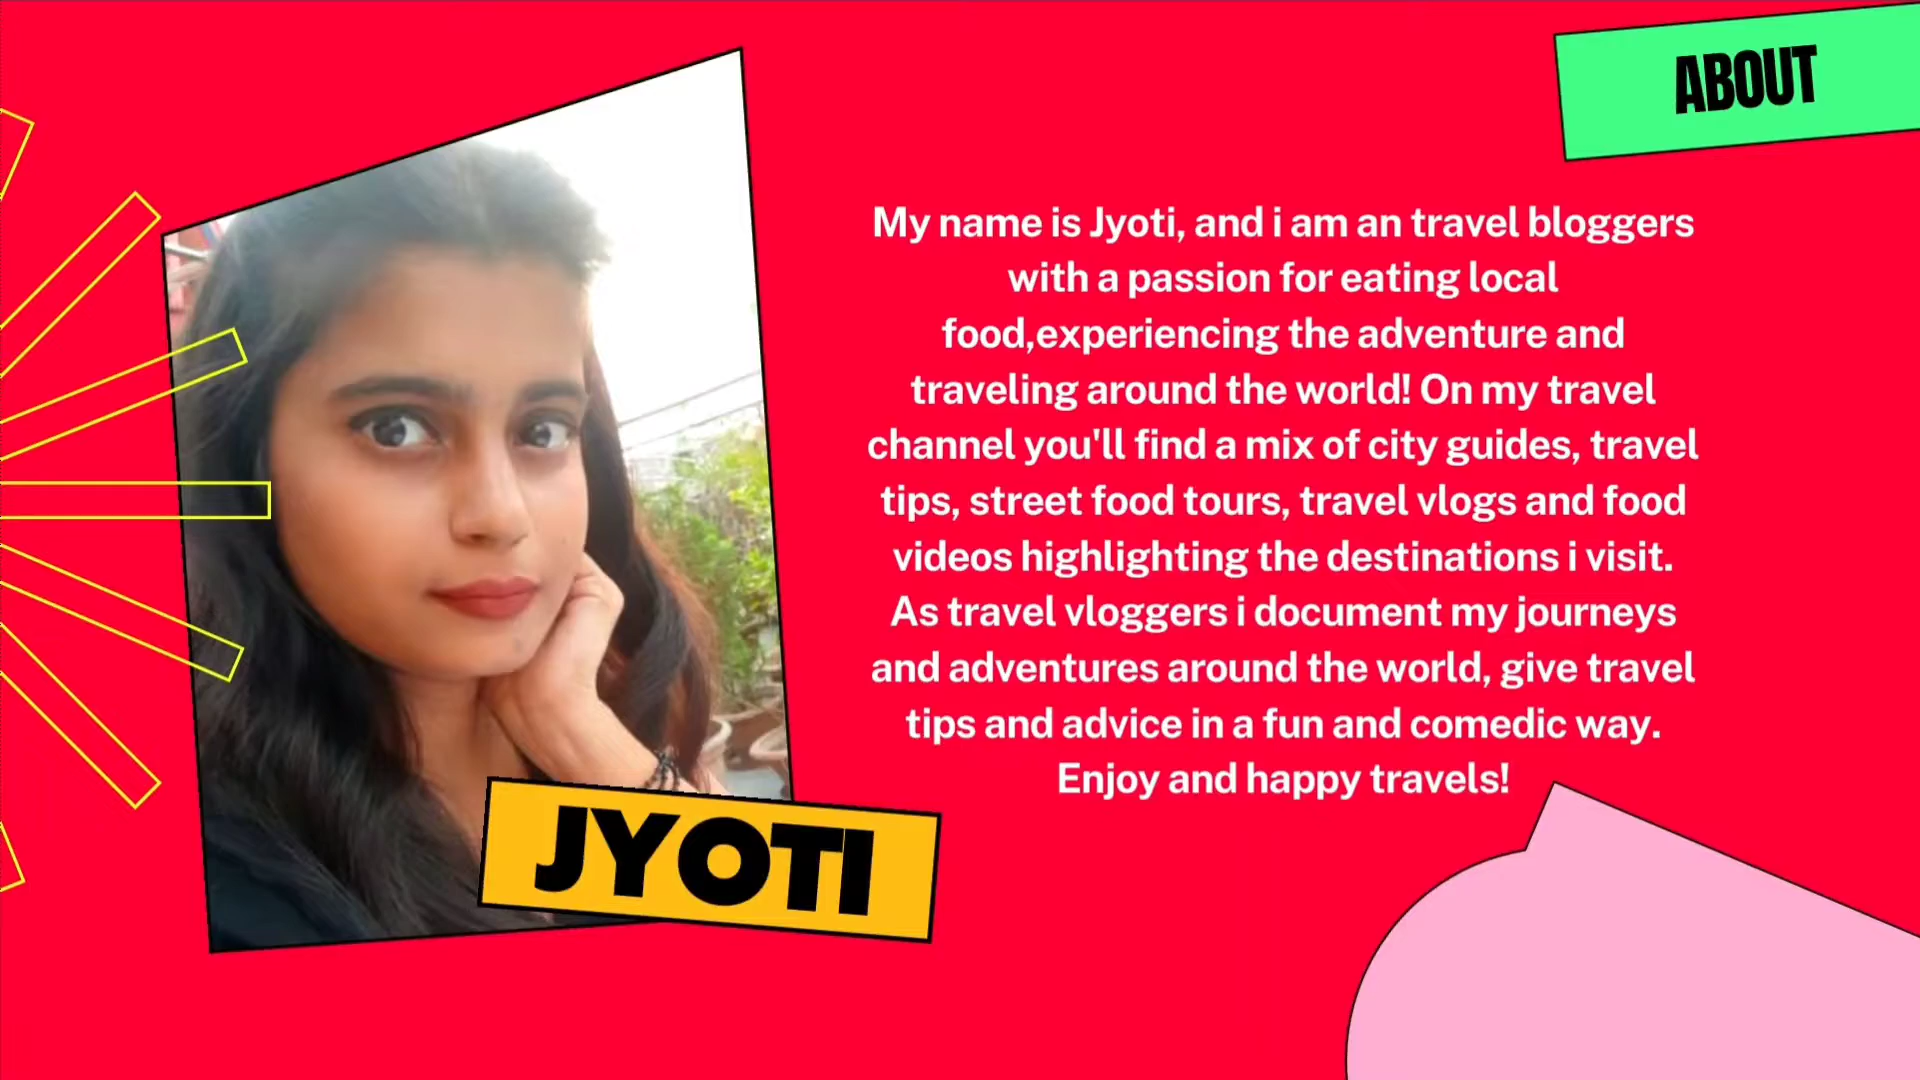 ABOUT
My name is Jyoti, and i am an travel bloggers
with a passion for eating local
food,experiencing the adventure and
traveling around the world! On my travel
channel you'll find a mix of city guides, travel
tips, street food tours, travel vlogs and food
videos highlighting the destinations i visit.
As travel vloggers i document my journeys
and adventures around the world, give travel
tips and advice in a fun and comedic way.
Enjoy and happy travels!
JYOTI